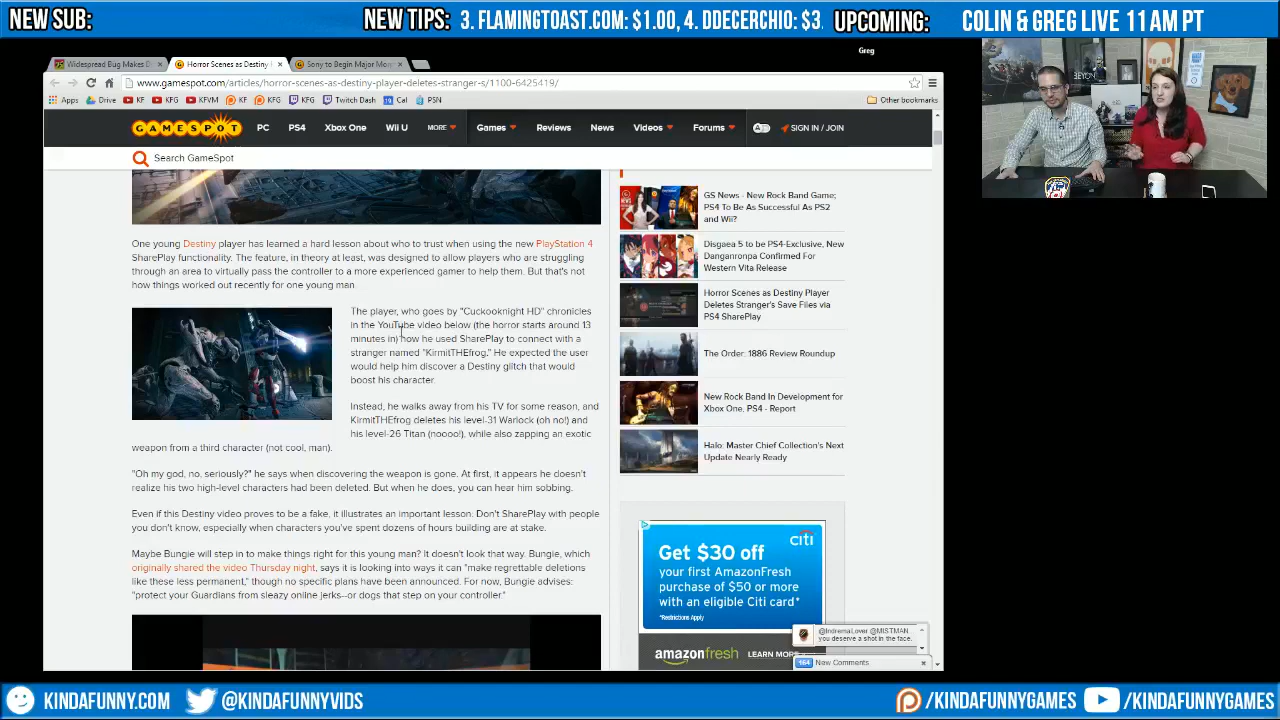 NEW SUB:
NEW TIPS:
3. FLAMINGTOAST.COM: $1.00, 4. DDECERCHIO: $3.
UPCOMING:
COLIN & GREG LIVE 11 AM PT
Greg
Widespread Bug Makes D
Horror Scenes as Destiny
Sony to Begin Major
www.gamespot.com/articles/horror-scenes-as-destiny-player-deletes-stranger-s/1100-6425419/
Apps
Drive
KF
KFG
KFVM
KF
KFG
KFG
Twitch Dash
Cal
PSN
Other bookmarks
GAMESPOT
PC
PS4
Xbox One
Wii U
MORE
Games
Reviews
News
Videos
Forums
SIGN IN / JOIN
Search GameSpot
One young Destiny player has learned a hard lesson about who to trust when using the new PlayStation 4
SharePlay functionality. The feature, in theory at least, was designed to allow players who are struggling
through an area to virtually pass the controller to a more experienced gamer to help them. But that's not
how things worked out recently for one young man.
The player, who goes by "Cuckooknight HD" chronicles
in the YouTube video below (the horror starts around 13
minutes in) how he used SharePlay to connect with a
stranger named "KirmitTHEfrog." He expected the user
would help him discover a Destiny glitch that would
boost his character.
Instead, he walks away from his TV for some reason, and
KirmitTHEfrog deletes his level-31 Warlock (oh no!) and
his level-26 Titan (noooo!), while also zapping an exotic
weapon from a third character (not cool, man).
"Oh my god, no, seriously?" he says when discovering the weapon is gone. At first, it appears he doesn't
realize his two high-level characters had been deleted. But when he does, you can hear him sobbing.
Even if this Destiny video proves to be a fake, it illustrates an important lesson: Don't SharePlay with people
you don't know, especially when characters you've spent dozens of hours building are at stake.
Maybe Bungie will step in to make things right for this young man? It doesn't look that way. Bungie, which
originally shared the video Thursday night, says it is looking into ways it can "make regrettable deletions
like these less permanent," though no specific plans have been announced. For now, Bungie advises:
"protect your Guardians from sleazy online jerks--or dogs that step on your controller."
GS News - New Rock Band Game;
PS4 To Be As Successful As PS2
and Wii?
Disgaea 5 to be PS4-Exclusive, New
Danganronpa Confirmed For
Western Vita Release
Horror Scenes as Destiny Player
Deletes Stranger's Save Files via
PS4 SharePlay
The Order: 1886 Review Roundup
New Rock Band In Development for
Xbox One, PS4 - Report
Halo: Master Chief Collection's Next
Update Nearly Ready
citi
Get $30 off
your first AmazonFresh
purchase of $50 or more
with an eligible Citi card*
*Restrictions Apply
amazonfresh
LEARN MORE
@IndremaLover @MISTMAN
you deserve a shot in the face.
164 New Comments
KINDAFUNNY.COM
@KINDAFUNNYVIDS
/KINDAFUNNYGAMES
/KINDAFUNNYGAMES